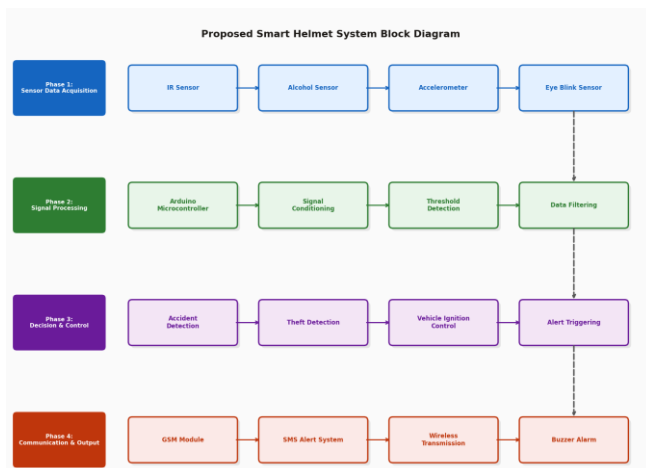 Proposed Smart Helmet System Block Diagram
Phase 1:
Sensor Data Acquisition
IR Sensor
Alcohol Sensor
Accelerometer
Eye Blink Sensor
Phase 2:
Signal Processing
Arduino
Microcontroller
Signal
Conditioning
Threshold
Detection
Data Filtering
Phase 3:
Decision & Control
Accident
Detection
Theft Detection
Vehicle Ignition
Control
Alert Triggering
Phase 4:
Communication & Output
GSM Module
SMS Alert System
Wireless
Transmission
Buzzer Alarm